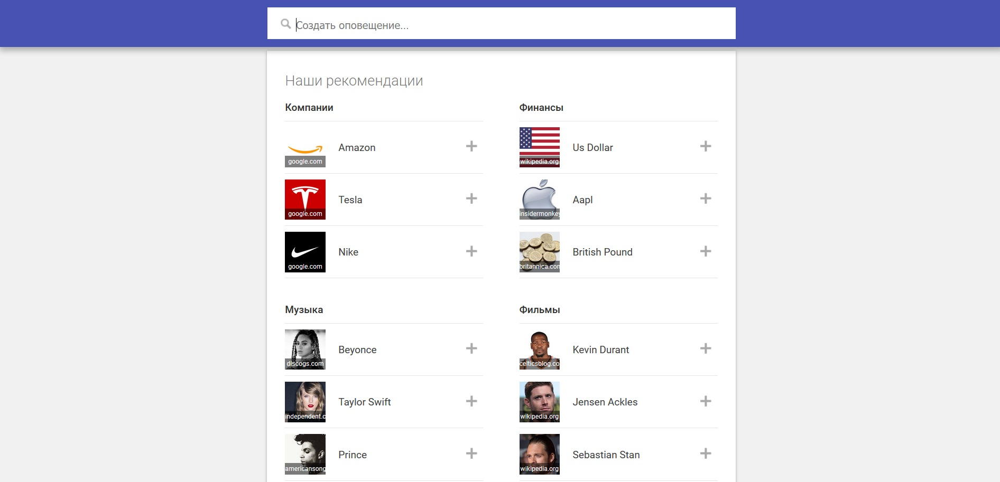 Создать оповещение...
Наши рекомендации
Компании
google.com
Amazon
google.com
Tesla
google.com
Nike
Финансы
wikipedia.org
Us Dollar
insidermonkey
Aapl
britannica.con
British Pound
Музыка
discogs.com
Beyonce
independent.c
Taylor Swift
americansong
Prince
Фильмы
celticsblog.co
Kevin Durant
wikipedia.org
Jensen Ackles
wikipedia.org
Sebastian Stan